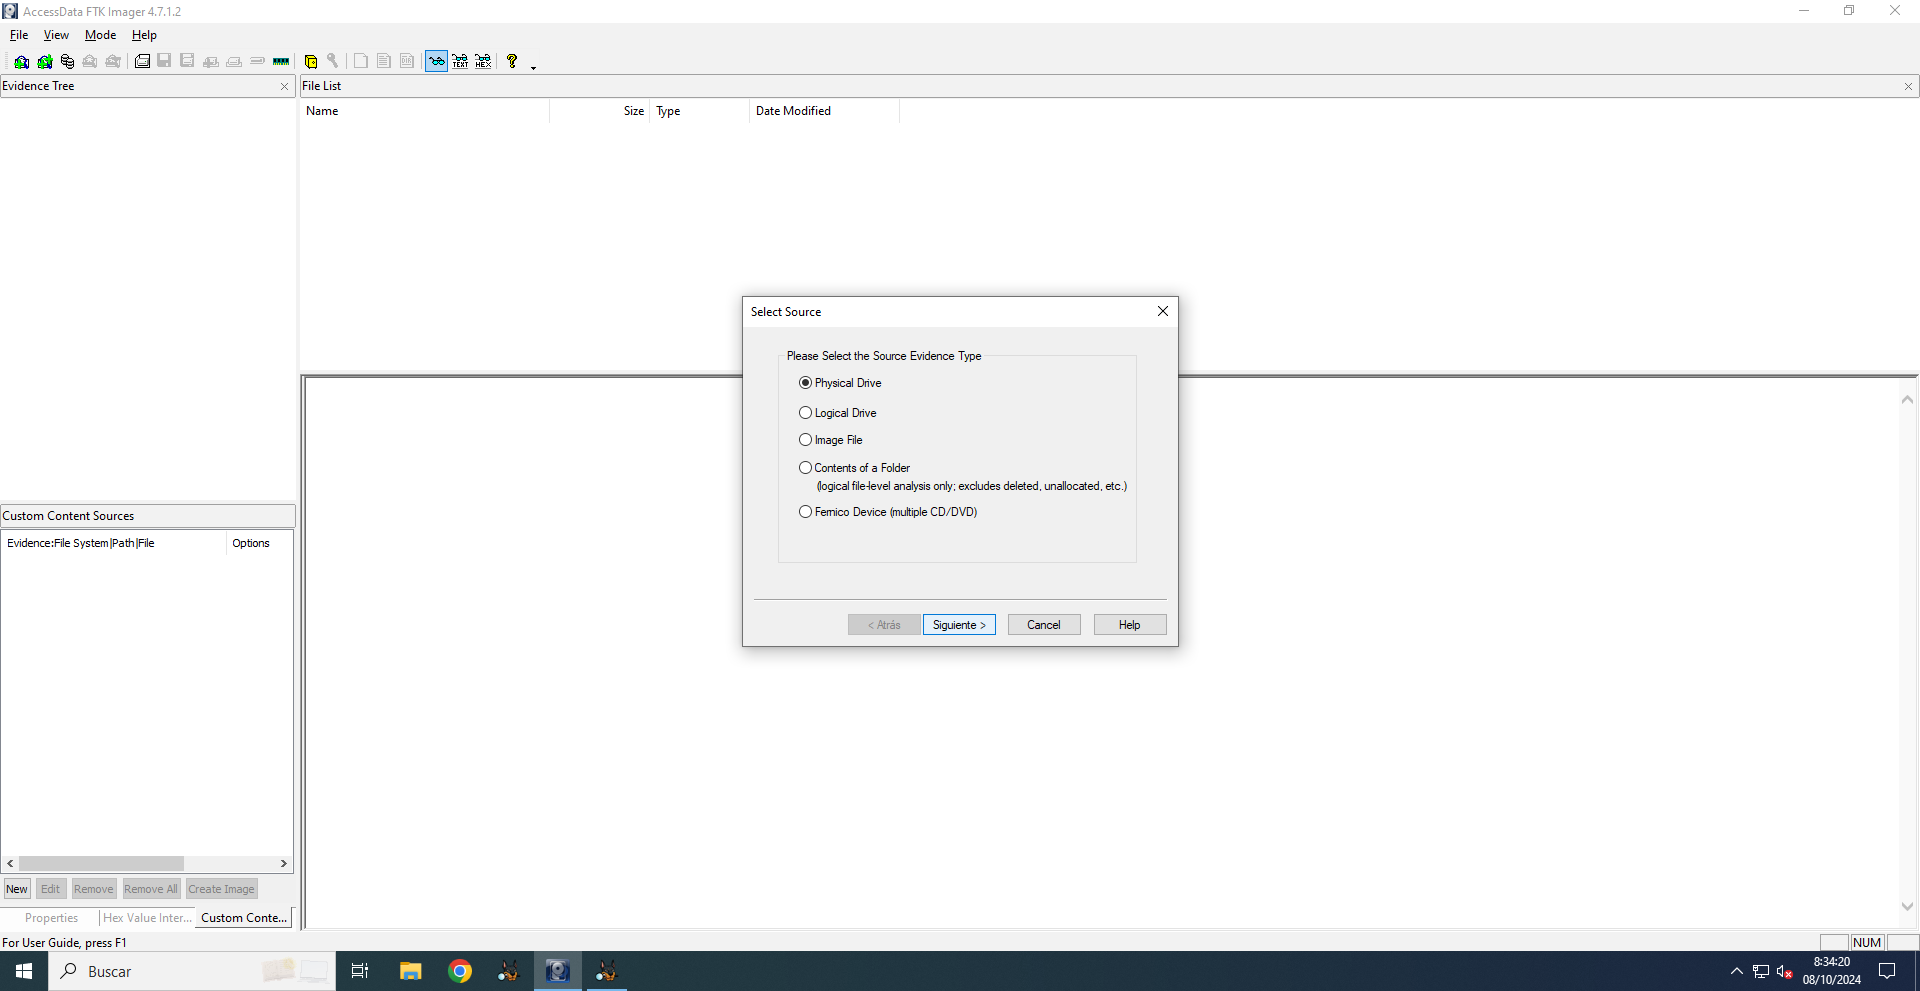 AccessData FTK Imager 4.7.1.2
File View Mode Help
TEXT HEX ?
Evidence Tree
File List
Name Size Type Date Modified
Select Source
Please Select the Source Evidence Type
Physical Drive
Logical Drive
Image File
Contents of a Folder
(logical file-level analysis only; excludes deleted, unallocated, etc.)
Fernico Device (multiple CD/DVD)
< Atrás Siguiente > Cancel Help
Custom Content Sources
Evidence:File System|Path|File Options
New Edit Remove Remove All Create Image
Properties Hex Value Inter... Custom Conte...
For User Guide, press F1
NUM
Buscar
8:34:20
08/10/2024